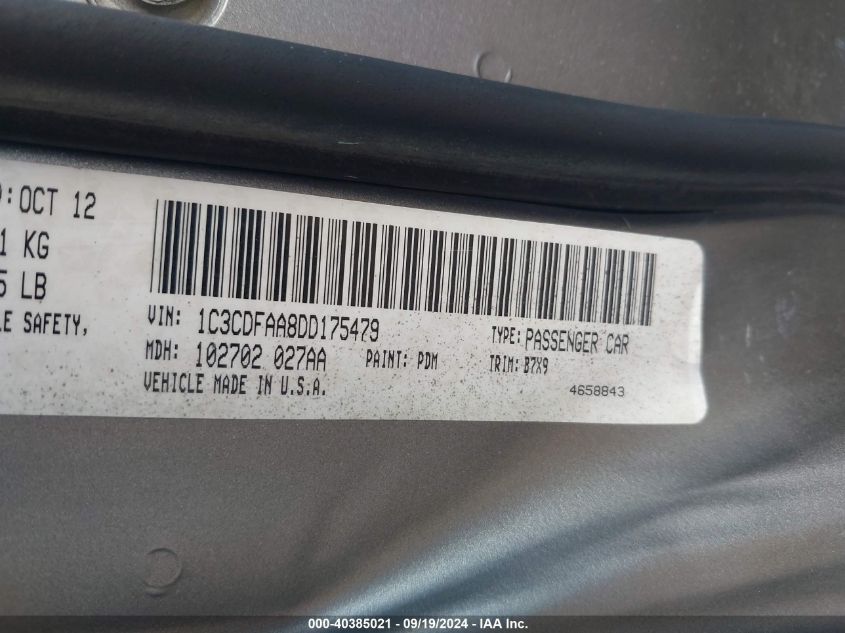 : OCT 12
1 KG
5 LB
LE SAFETY,
VIN: 1C3CDFAA8DD175479
TYPE: PASSENGER CAR
MDH: 102702 027AA PAINT: PDM TRIM: B7X9
VEHICLE MADE IN U.S.A.
4658843
000-40385021 - 09/19/2024 - IAA Inc.